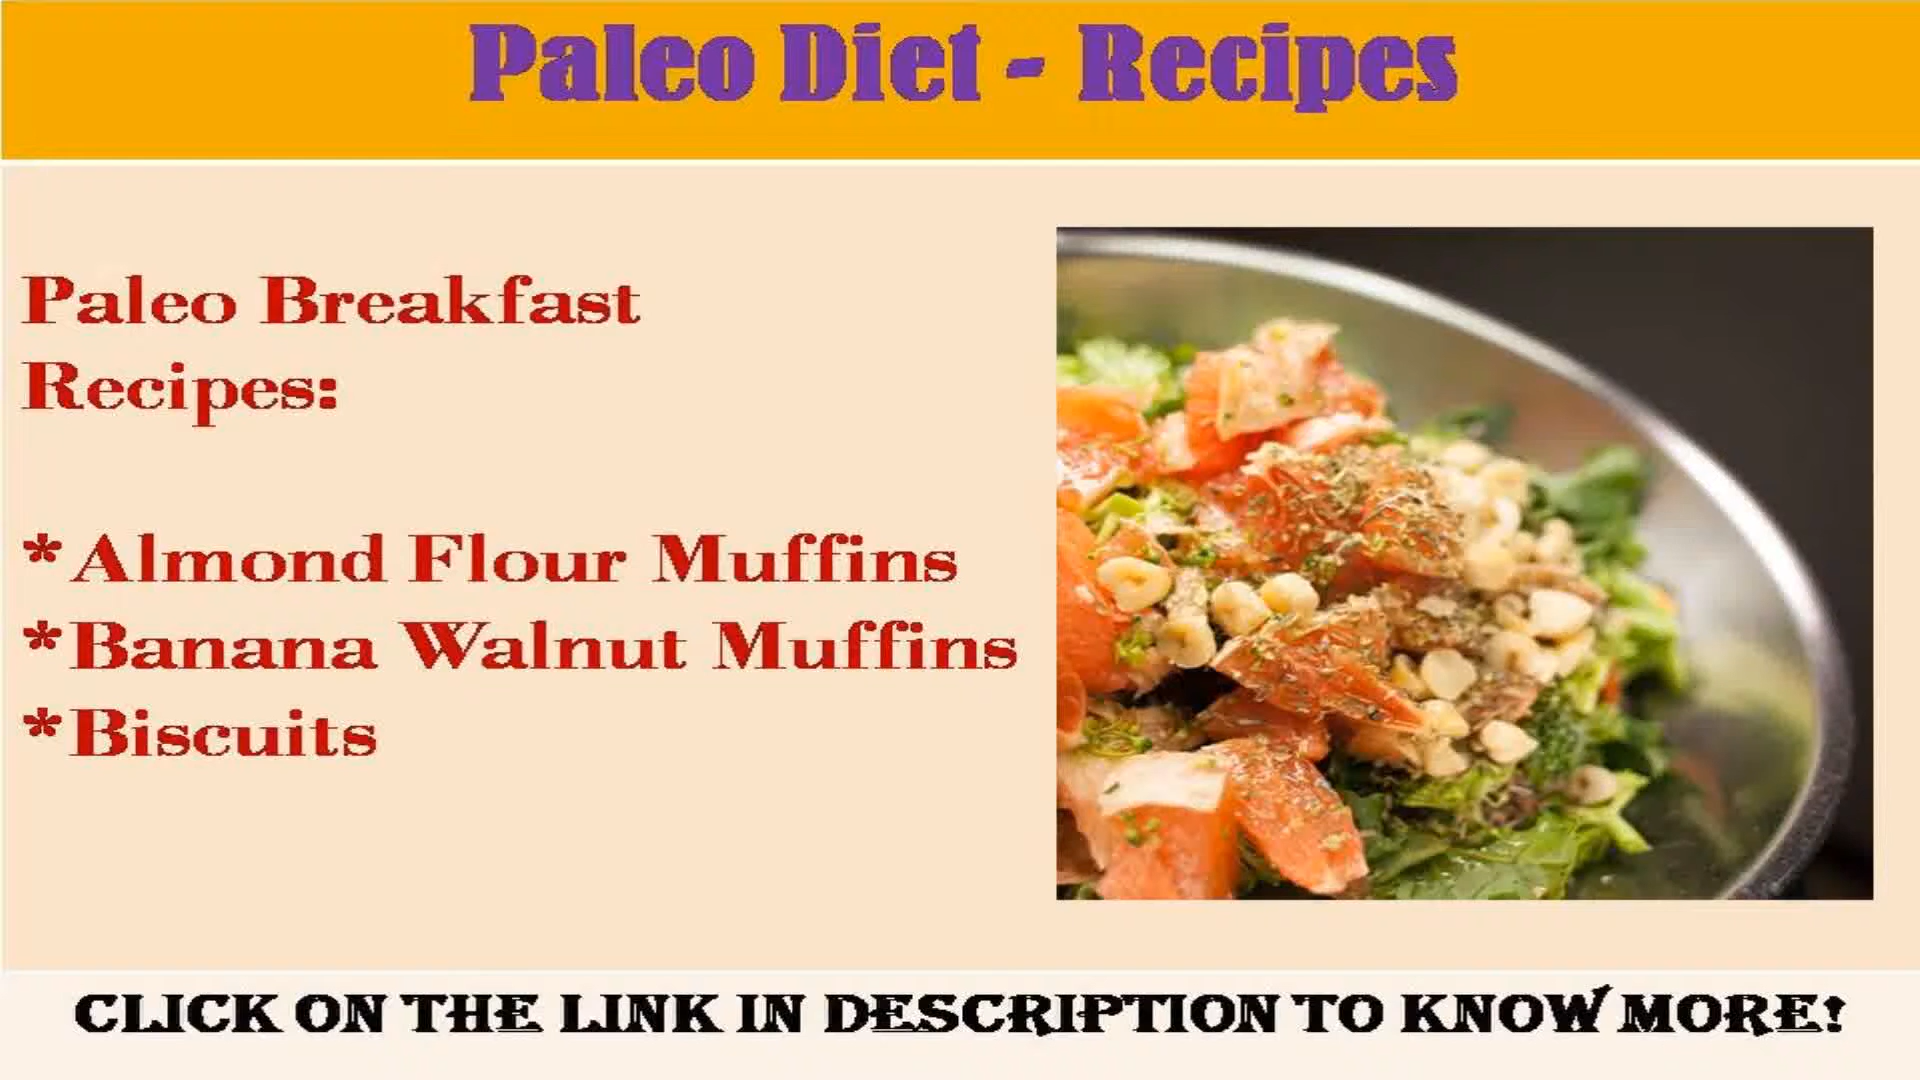 Paleo Diet - Recipes
Paleo Breakfast
Recipes:
*Almond Flour Muffins
*Banana Walnut Muffins
*Biscuits
CLICK ON THE LINK IN DESCRIPTION TO KNOW MORE!